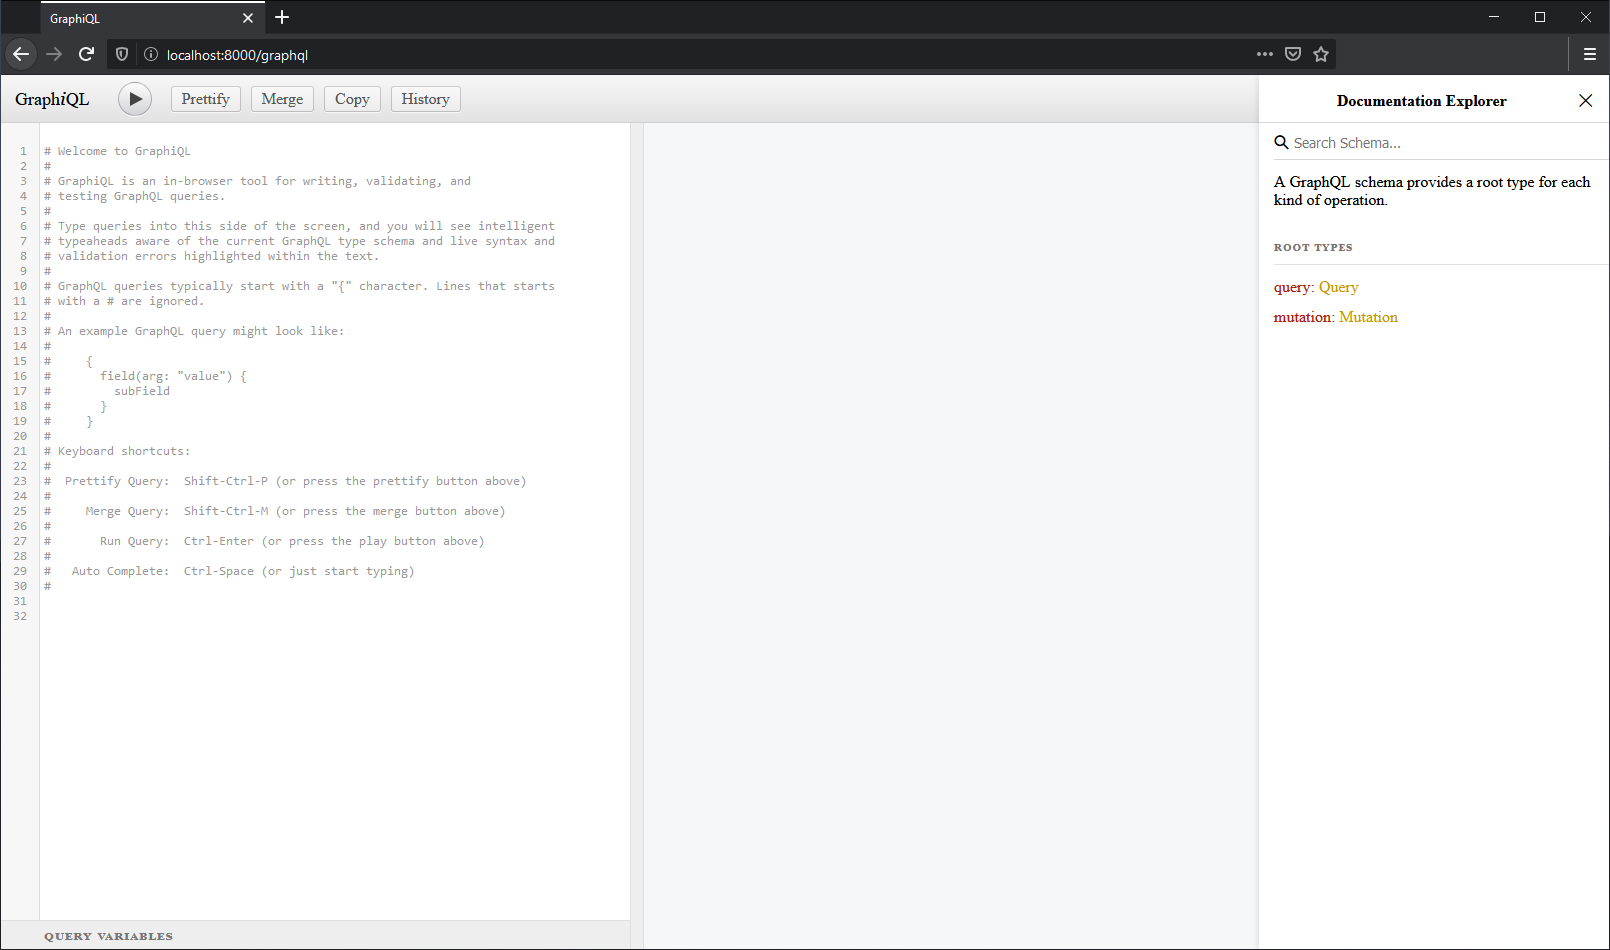 GraphiQL
localhost:8000/graphql
GraphiQL
Prettify
Merge
Copy
History
1 # Welcome to GraphiQL
2 #
3 # GraphiQL is an in-browser tool for writing, validating, and
4 # testing GraphQL queries.
5 #
6 # Type queries into this side of the screen, and you will see intelligent
7 # typeaheads aware of the current GraphQL type schema and live syntax and
8 # validation errors highlighted within the text.
9 #
10 # GraphQL queries typically start with a "{" character. Lines that starts
11 # with a # are ignored.
12 #
13 # An example GraphQL query might look like:
14 #
15 #     {
16 #       field(arg: "value") {
17 #         subField
18 #       }
19 #     }
20 #
21 # Keyboard shortcuts:
22 #
23 #  Prettify Query:  Shift-Ctrl-P (or press the prettify button above)
24 #
25 #     Merge Query:  Shift-Ctrl-M (or press the merge button above)
26 #
27 #       Run Query:  Ctrl-Enter (or press the play button above)
28 #
29 #   Auto Complete:  Ctrl-Space (or just start typing)
30 #
31
32
QUERY VARIABLES
Documentation Explorer
Search Schema...
A GraphQL schema provides a root type for each
kind of operation.
ROOT TYPES
query: Query
mutation: Mutation